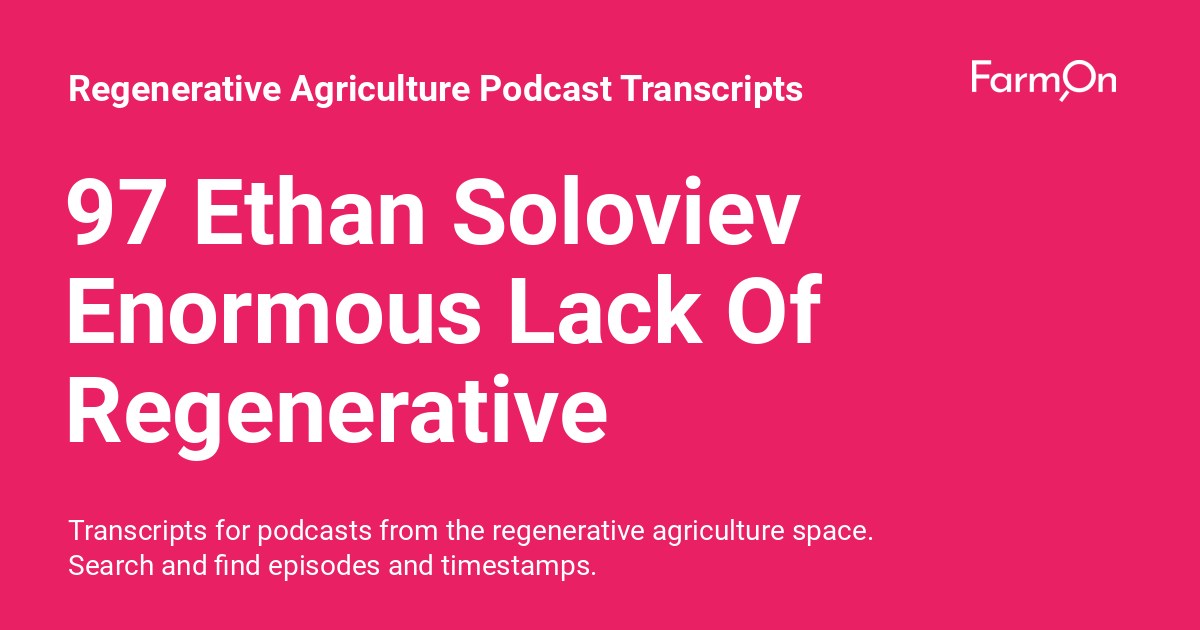 Regenerative Agriculture Podcast Transcripts
FarmOn
97 Ethan Soloviev
Enormous Lack Of
Regenerative
Transcripts for podcasts from the regenerative agriculture space.
Search and find episodes and timestamps.